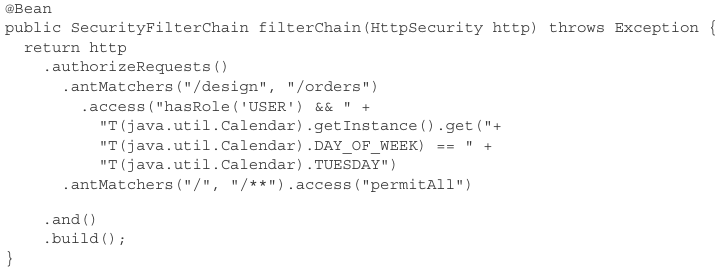 @Bean
public SecurityFilterChain filterChain(HttpSecurity http) throws Exception {
  return http
    .authorizeRequests()
      .antMatchers("/design", "/orders")
        .access("hasRole('USER') && " +
          "T(java.util.Calendar).getInstance().get("+
          "T(java.util.Calendar).DAY_OF_WEEK) == " +
          "T(java.util.Calendar).TUESDAY")
      .antMatchers("/", "/**").access("permitAll")

    .and()
    .build();
}